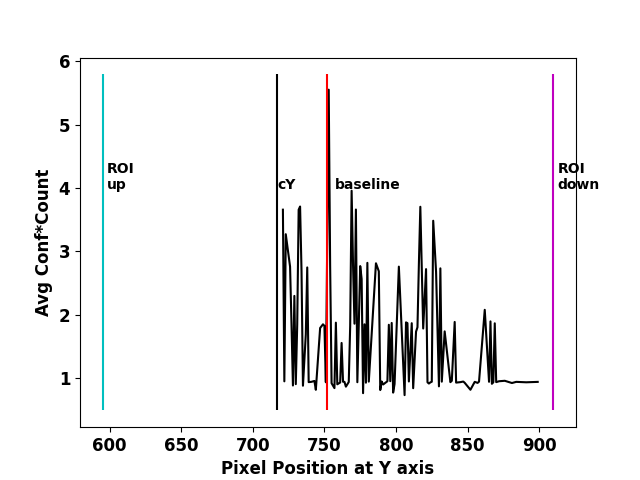 6
5
4
3
2
1
Avg Conf*Count
ROI
up
cY
baseline
ROI
down
600
650
700
750
800
850
900
Pixel Position at Y axis